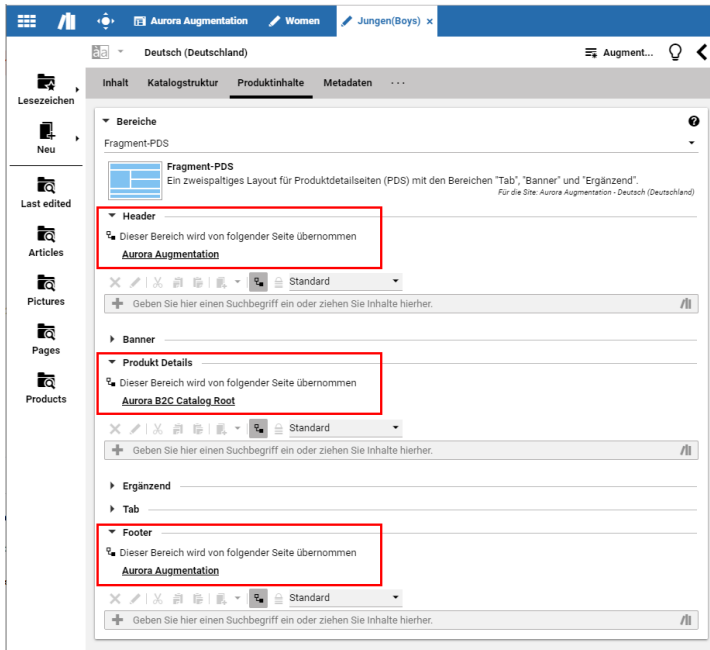 Aurora Augmentation
Women
Jungen(Boys) ×
Deutsch (Deutschland)
Augment...
Lesezeichen
Neu
Last edited
Articles
Pictures
Pages
Products
Inhalt Katalogstruktur Produktinhalte Metadaten ···
Bereiche
Fragment-PDS
Fragment-PDS
Ein zweispaltiges Layout für Produktdetailseiten (PDS) mit den Bereichen "Tab", "Banner" und "Ergänzend".
Für die Site: Aurora Augmentation - Deutsch (Deutschland)
Header
Dieser Bereich wird von folgender Seite übernommen
Aurora Augmentation
Standard
Geben Sie hier einen Suchbegriff ein oder ziehen Sie Inhalte hierher.
Banner
Produkt Details
Dieser Bereich wird von folgender Seite übernommen
Aurora B2C Catalog Root
Standard
Geben Sie hier einen Suchbegriff ein oder ziehen Sie Inhalte hierher.
Ergänzend
Tab
Footer
Dieser Bereich wird von folgender Seite übernommen
Aurora Augmentation
Standard
Geben Sie hier einen Suchbegriff ein oder ziehen Sie Inhalte hierher.